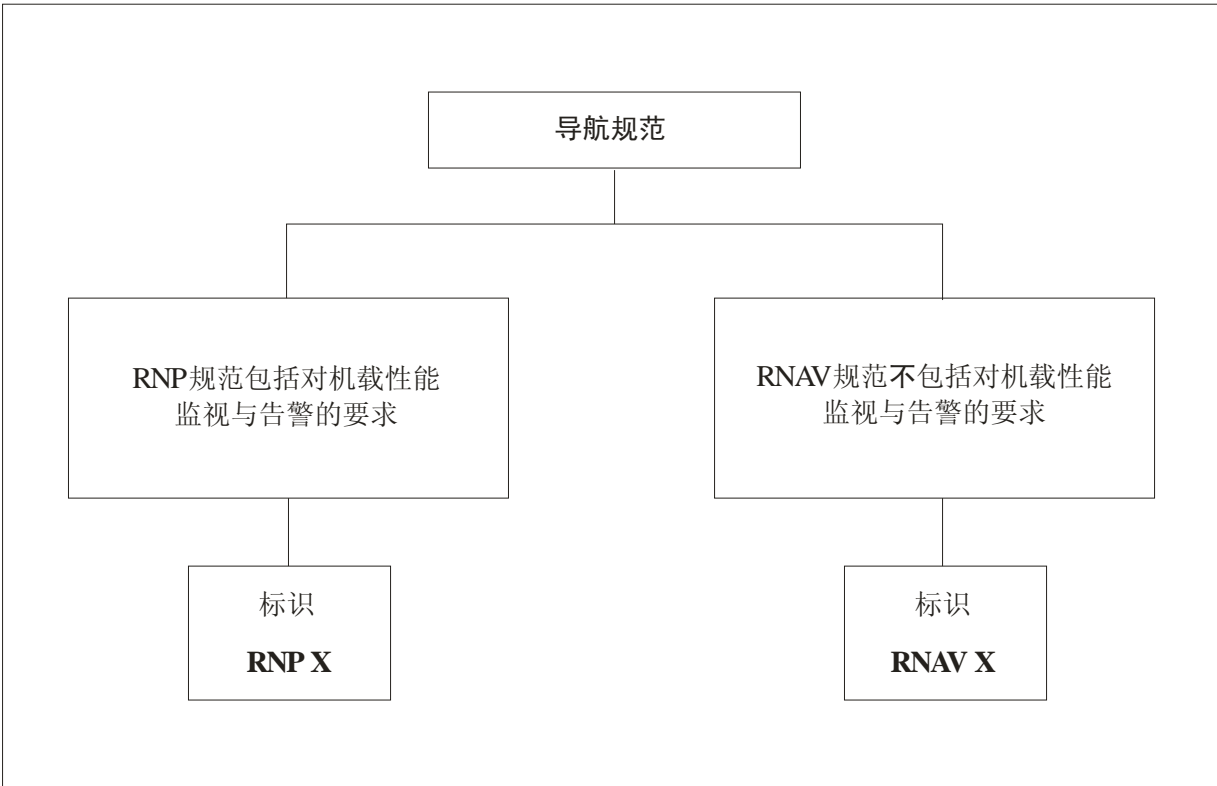 导航规范
RNP规范包括对机载性能
监视与告警的要求
RNAV规范不包括对机载性能
监视与告警的要求
标识
RNP X
标识
RNAV X